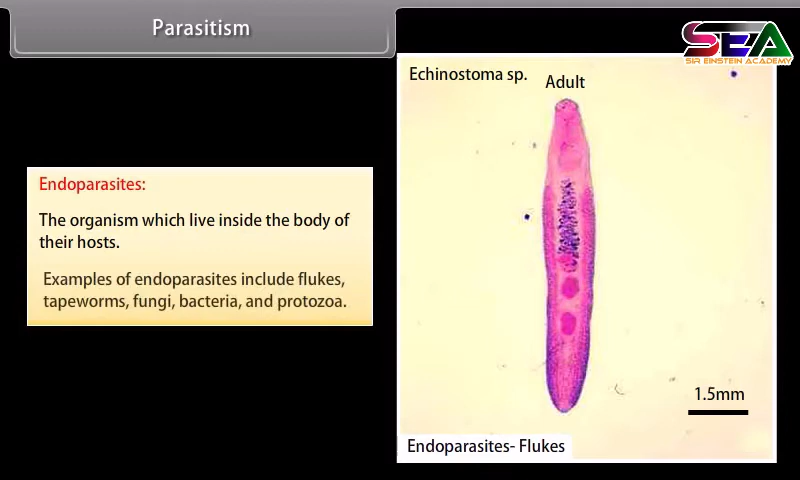 Parasitism
SEA
SIR EINSTEIN ACADEMY
Echinostoma sp.
Adult
Endoparasites:
The organism which live inside the body of
their hosts.
Examples of endoparasites include flukes,
tapeworms, fungi, bacteria, and protozoa.
1.5mm
Endoparasites- Flukes